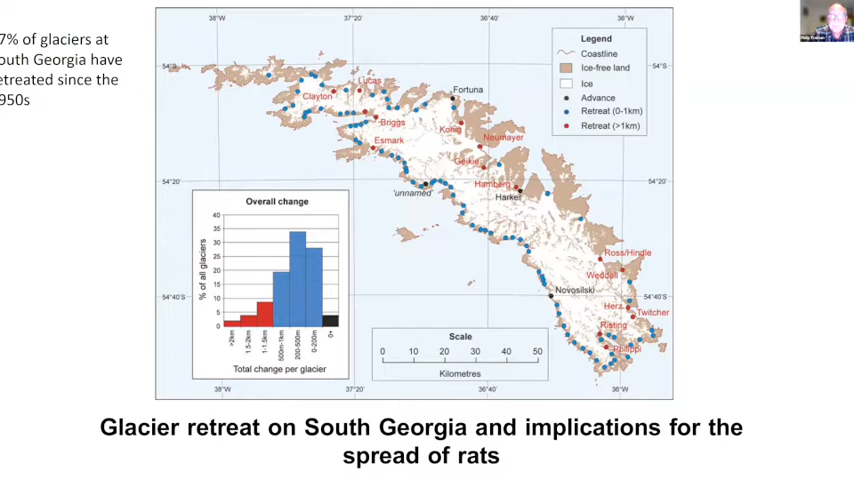 7% of glaciers at
outh Georgia have
etreated since the
950s
38°W
37°20'
36°40'
36°W
54°S
54°S
Legend
Coastline
Ice-free land
Ice
Advance
Retreat (0-1km)
Retreat (>1km)
Lucas
Clayton
Fortuna
Briggs
Konig
Neumayer
Esmark
Geikie
54°20'
54°20'
'unnamed'
Hamberg
Harker
Overall change
% of all glaciers
40
35
30
25
20
15
10
5
0
>2km
1.5-2km
1-1.5km
500m-1km
200-500m
0-200m
0+
Total change per glacier
Ross/Hindle
Weddell
54°40'S
54°40'S
Novosilski
Herz
Twitcher
Risting
Philippi
Scale
0 10 20 30 40 50
Kilometres
38°W
37°20'
36°40'
36°W
Glacier retreat on South Georgia and implications for the
spread of rats